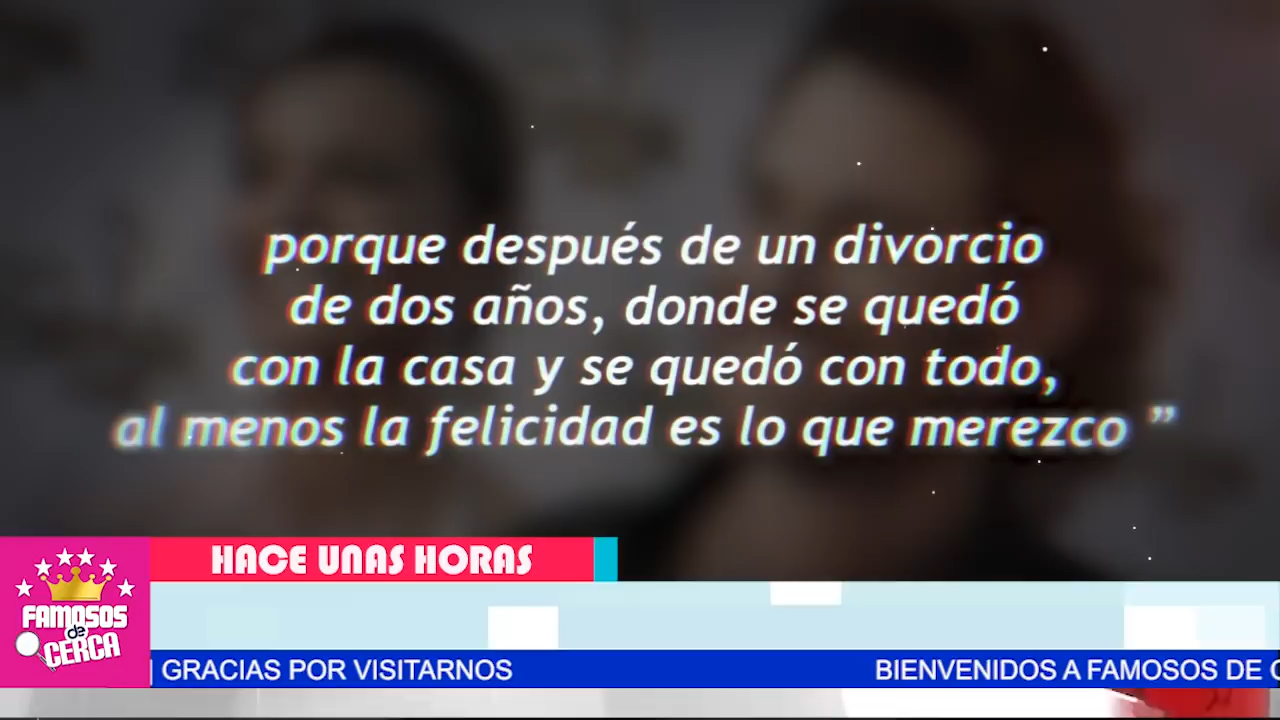 porque después de un divorcio
de dos años, donde se quedó
con la casa y se quedó con todo,
al menos la felicidad es lo que merezco ”
HACE UNAS HORAS
FAMOSOS
de
CERCA
| GRACIAS POR VISITARNOS
BIENVENIDOS A FAMOSOS DE